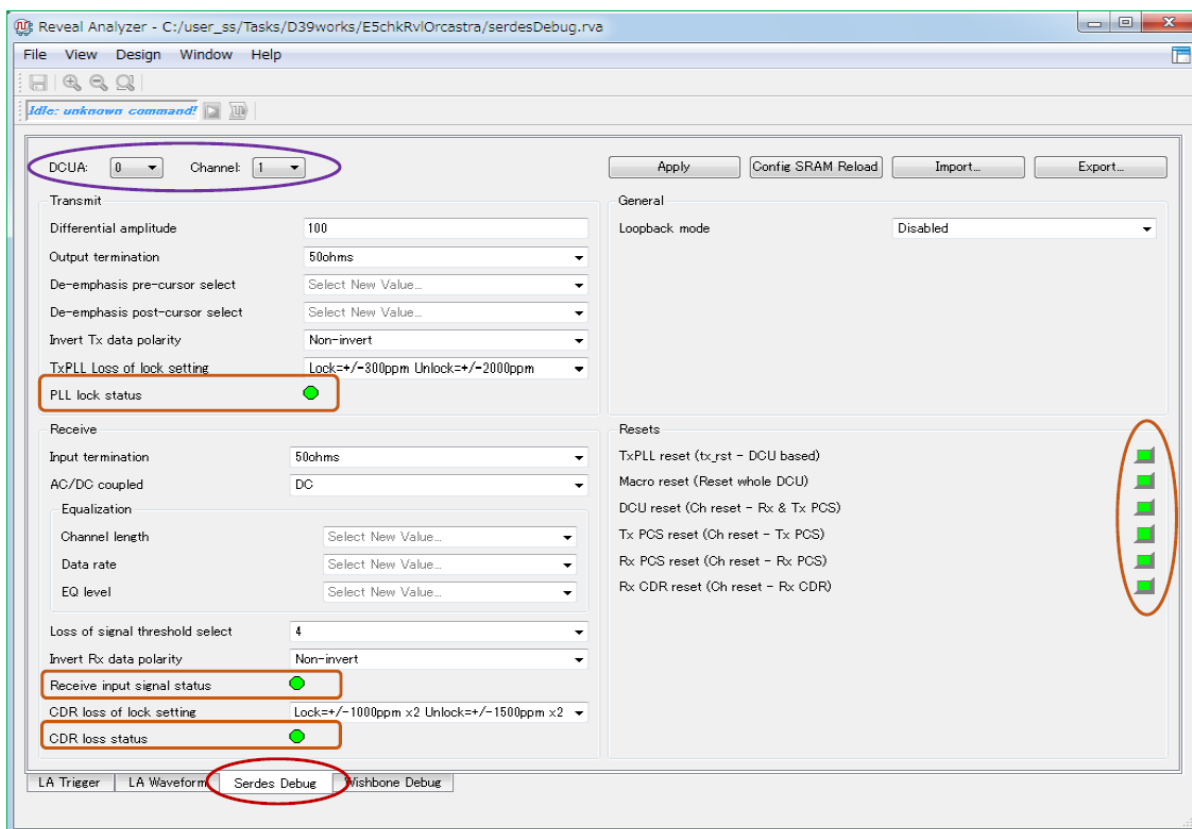 Reveal Analyzer - C:/user_ss/Tasks/D39works/E5chkRvlOrcastra/serdesDebug.rva
File View Design Window Help
Idle: unknown command!
DCUA: 0 Channel: 1 Apply Config SRAM Reload Import... Export...
Transmit
Differential amplitude 100
Output termination 50ohms
De-emphasis pre-cursor select Select New Value...
De-emphasis post-cursor select Select New Value...
Invert Tx data polarity Non-invert
TxPLL Loss of lock setting Lock=+/-300ppm Unlock=+/-2000ppm
PLL lock status
General
Loopback mode Disabled
Receive
Input termination 50ohms
AC/DC coupled DC
Equalization
Channel length Select New Value...
Data rate Select New Value...
EQ level Select New Value...
Loss of signal threshold select 4
Invert Rx data polarity Non-invert
Receive input signal status
CDR loss of lock setting Lock=+/-1000ppm x2 Unlock=+/-1500ppm x2
CDR loss status
Resets
TxPLL reset (tx_rst - DCU based)
Macro reset (Reset whole DCU)
DCU reset (Ch reset - Rx & Tx PCS)
Tx PCS reset (Ch reset - Tx PCS)
Rx PCS reset (Ch reset - Rx PCS)
Rx CDR reset (Ch reset - Rx CDR)
LA Trigger LA Waveform Serdes Debug Wishbone Debug